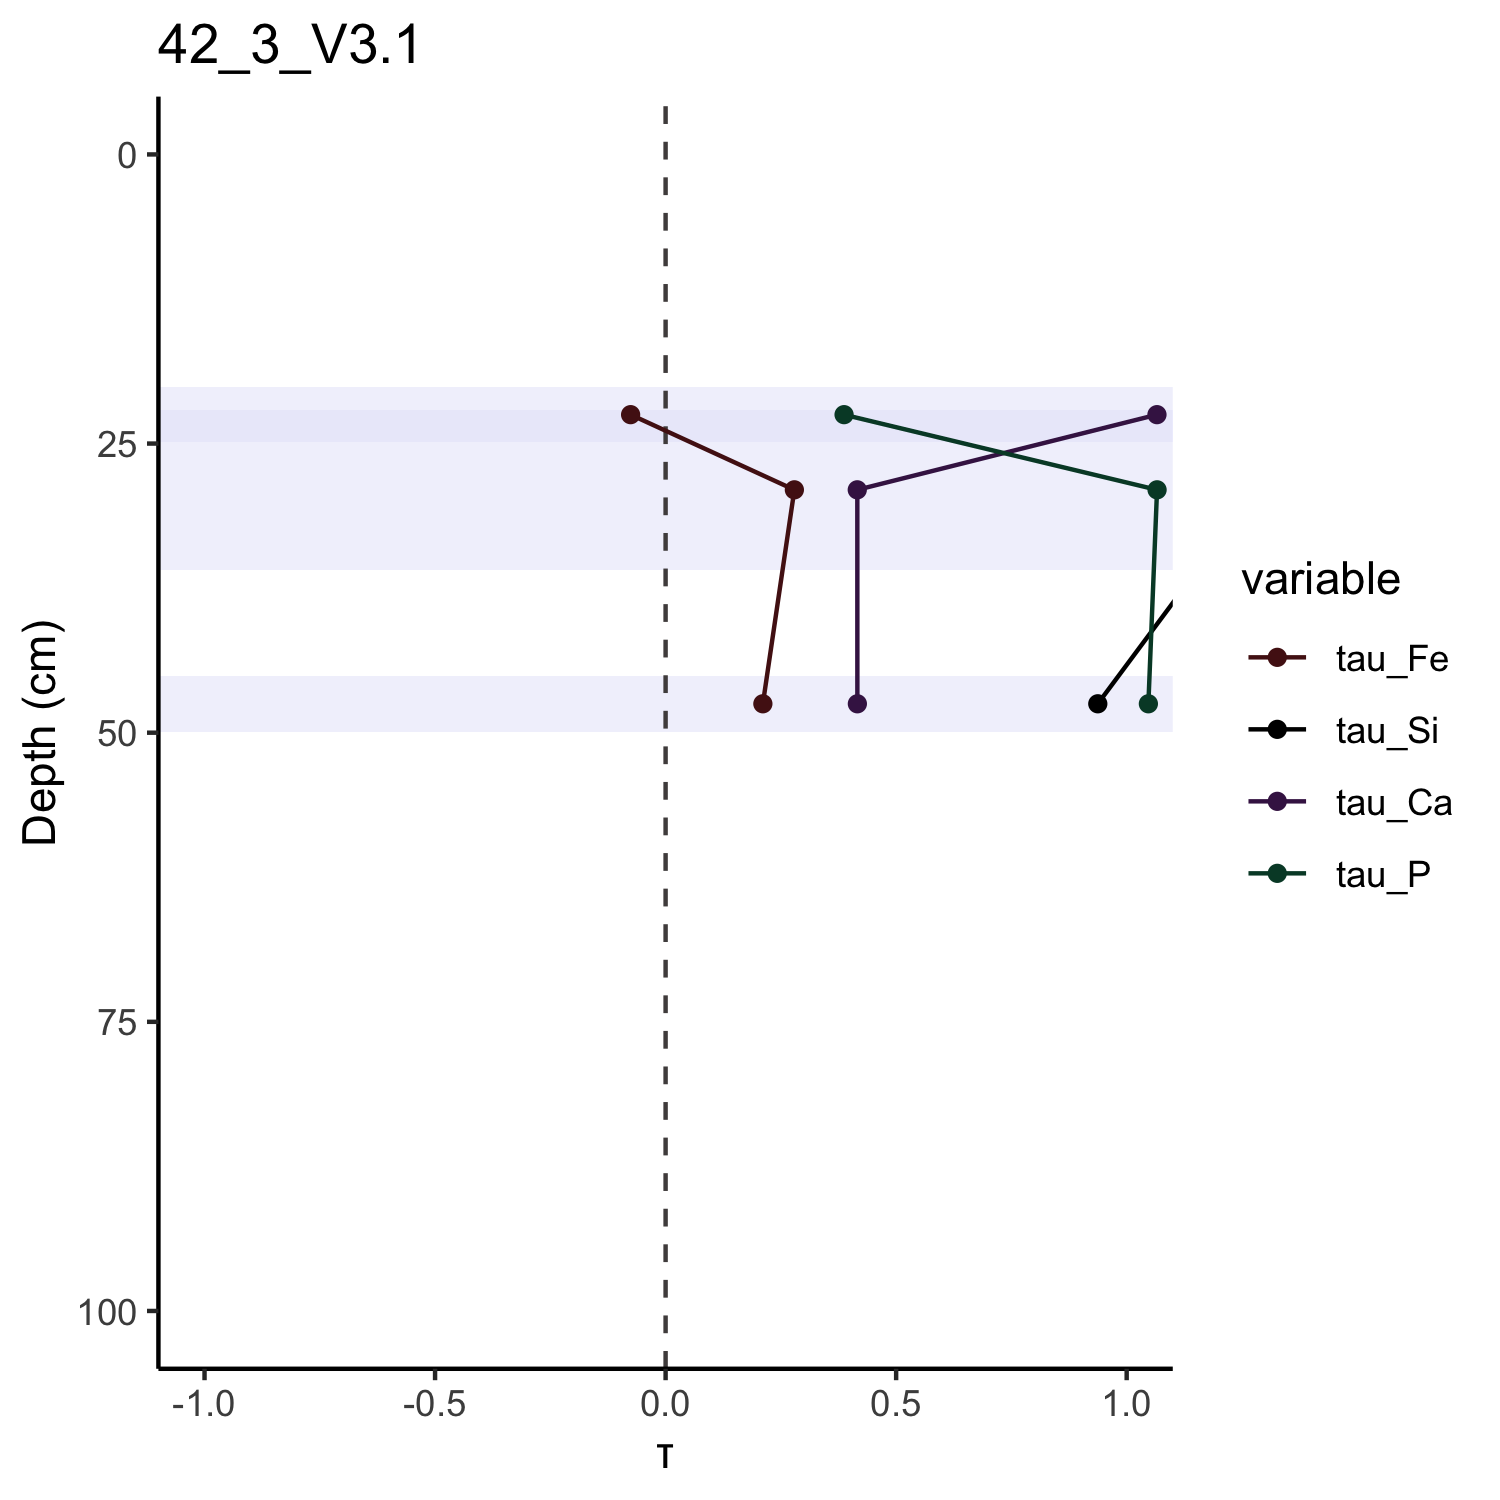 42_3_V3.1
0
25
50
75
100
Depth (cm)
-1.0
-0.5
0.0
0.5
1.0
τ
variable
tau_Fe
tau_Si
tau_Ca
tau_P